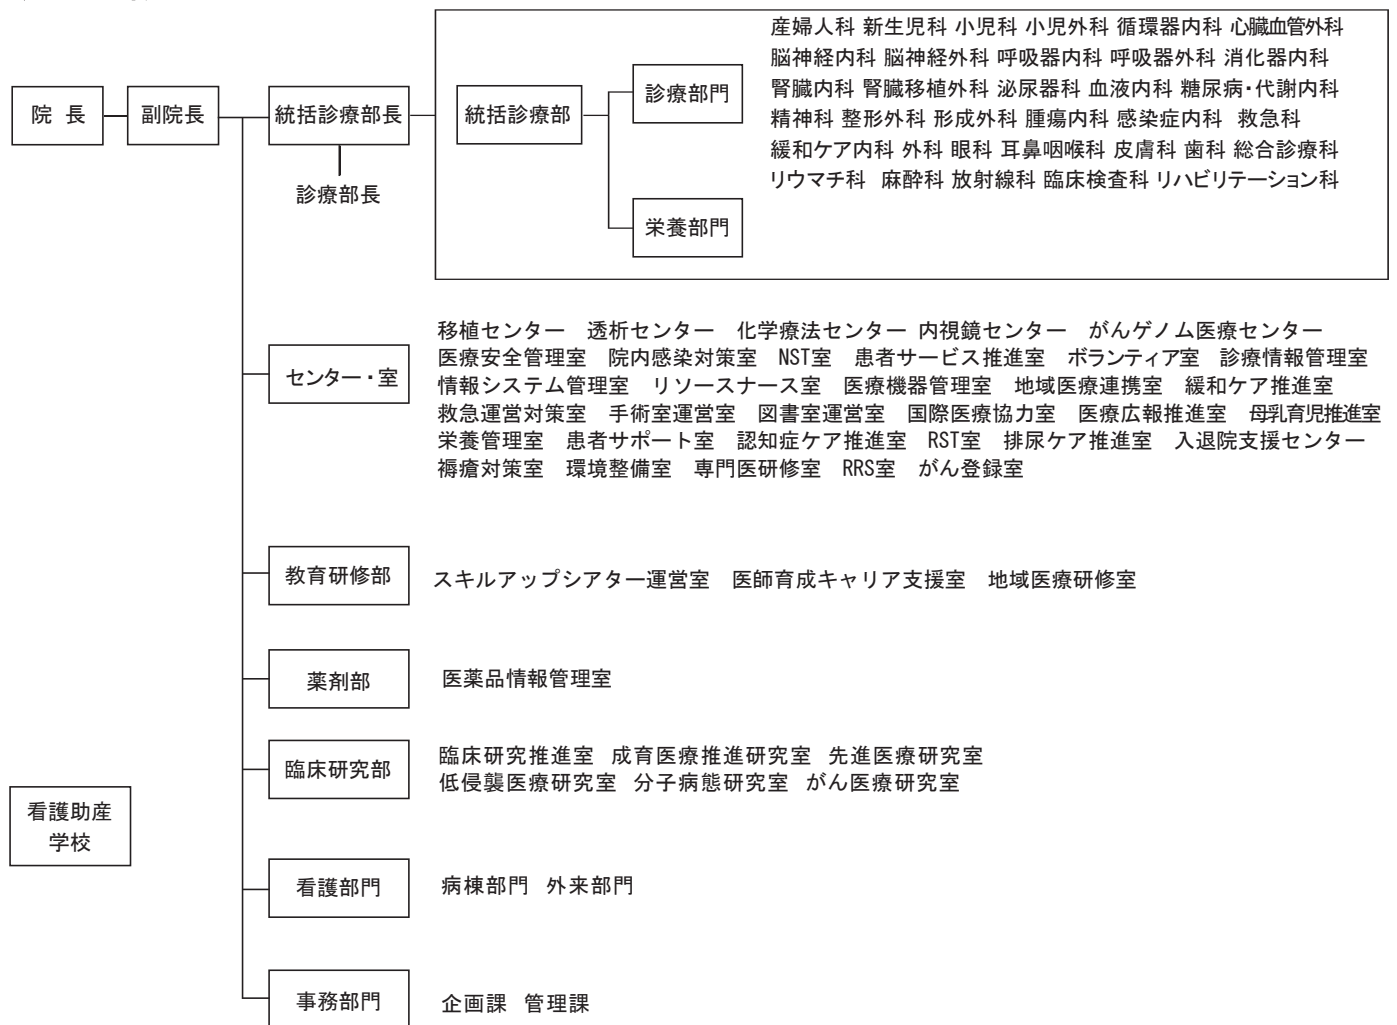 院 長
副院長
統括診療部長
診療部長
統括診療部
診療部門
産婦人科 新生児科 小児科 小児外科 循環器内科 心臓血管外科
脳神経内科 脳神経外科 呼吸器内科 呼吸器外科 消化器内科
腎臓内科 腎臓移植外科 泌尿器科 血液内科 糖尿病・代謝内科
精神科 整形外科 形成外科 腫瘍内科 感染症内科 救急科
緩和ケア内科 外科 眼科 耳鼻咽喉科 皮膚科 歯科 総合診療科
リウマチ科 麻酔科 放射線科 臨床検査科 リハビリテーション科
栄養部門
センター・室
移植センター 透析センター 化学療法センター 内視鏡センター がんゲノム医療センター
医療安全管理室 院内感染対策室 NST室 患者サービス推進室 ボランティア室 診療情報管理室
情報システム管理室 リソースナース室 医療機器管理室 地域医療連携室 緩和ケア推進室
救急運営対策室 手術室運営室 図書室運営室 国際医療協力室 医療広報推進室 母乳育児推進室
栄養管理室 患者サポート室 認知症ケア推進室 RST室 排尿ケア推進室 入退院支援センター
褥瘡対策室 環境整備室 専門医研修室 RRS室 がん登録室
教育研修部
スキルアップシアター運営室 医師育成キャリア支援室 地域医療研修室
薬剤部
医薬品情報管理室
臨床研究部
臨床研究推進室 成育医療推進研究室 先進医療研究室
低侵襲医療研究室 分子病態研究室 がん医療研究室
看護助産
学校
看護部門
病棟部門 外来部門
事務部門
企画課 管理課